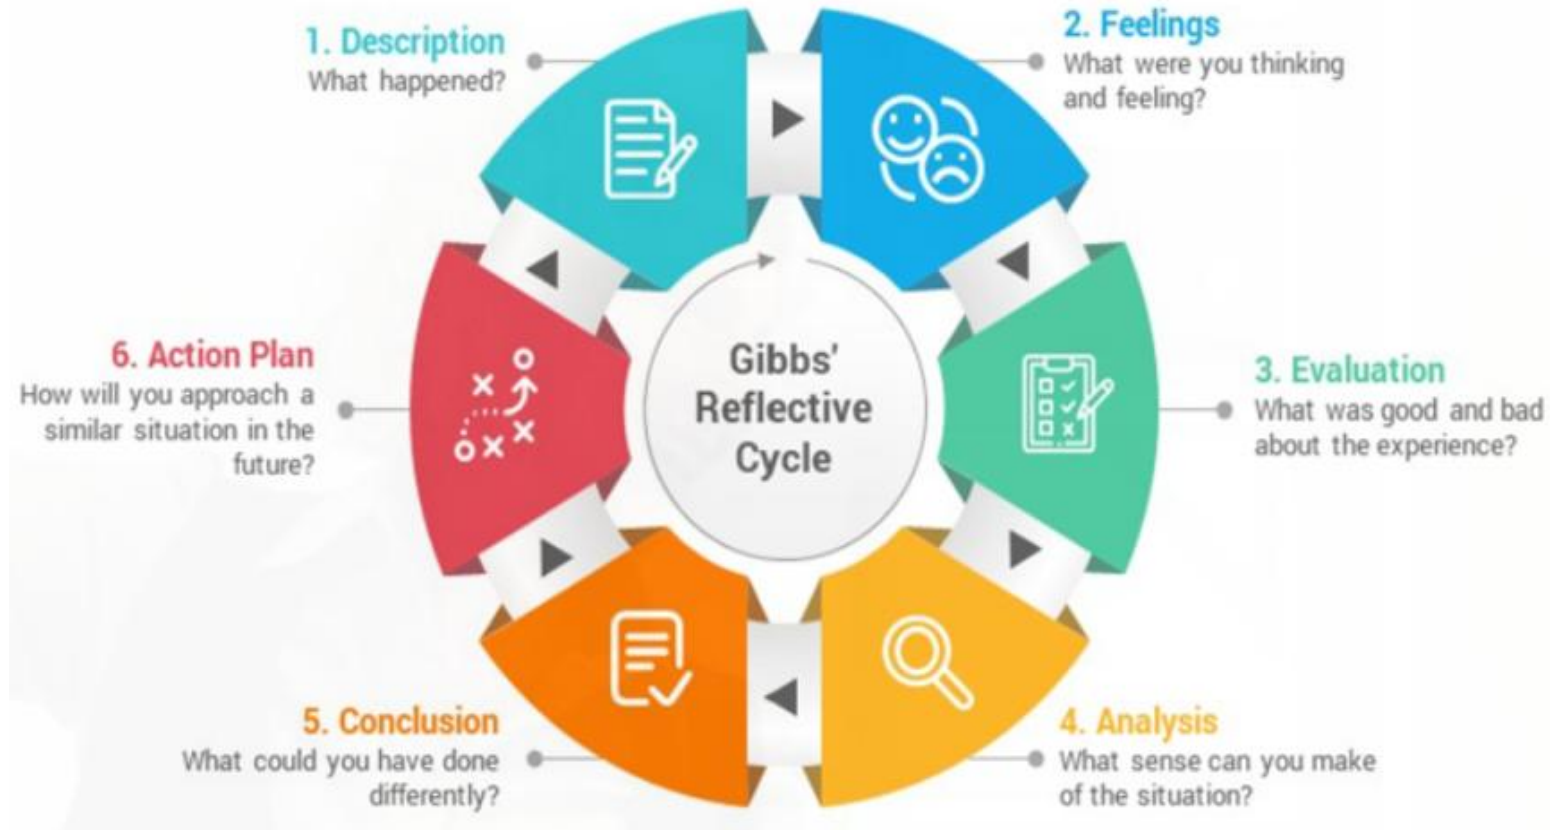 1. Description
What happened?
2. Feelings
What were you thinking
and feeling?
3. Evaluation
What was good and bad
about the experience?
4. Analysis
What sense can you make
of the situation?
5. Conclusion
What could you have done
differently?
6. Action Plan
How will you approach a
similar situation in the
future?
Gibbs'
Reflective
Cycle